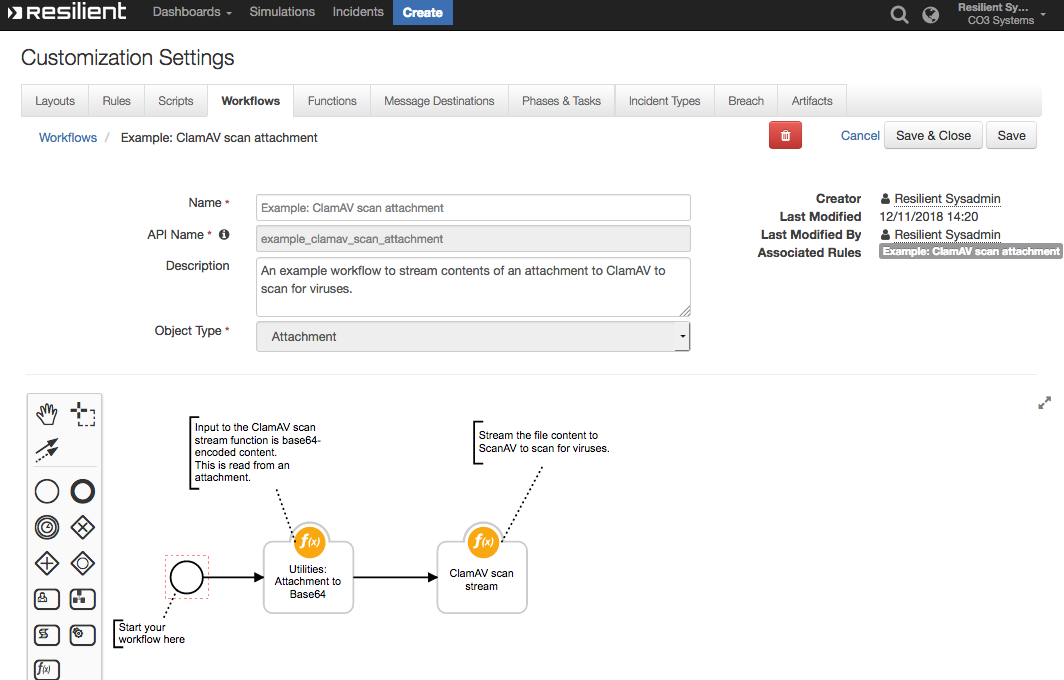 resilient
Dashboards Simulations Incidents Create
Resilient Sy...
CO3 Systems
Customization Settings
Layouts Rules Scripts Workflows Functions Message Destinations Phases & Tasks Incident Types Breach Artifacts
Workflows / Example: ClamAV scan attachment
Cancel Save & Close Save
Name * Example: ClamAV scan attachment
API Name * example_clamav_scan_attachment
Description An example workflow to stream contents of an attachment to ClamAV to
scan for viruses.
Object Type * Attachment
Creator Resilient Sysadmin
Last Modified 12/11/2018 14:20
Last Modified By Resilient Sysadmin
Associated Rules Example: ClamAV scan attachment
Input to the ClamAV scan
stream function is base64-
encoded content.
This is read from an
attachment.
Stream the file content to
ScanAV to scan for viruses.
f(x)
Utilities:
Attachment to
Base64
f(x)
ClamAV scan
stream
Start your
workflow here
f(x)